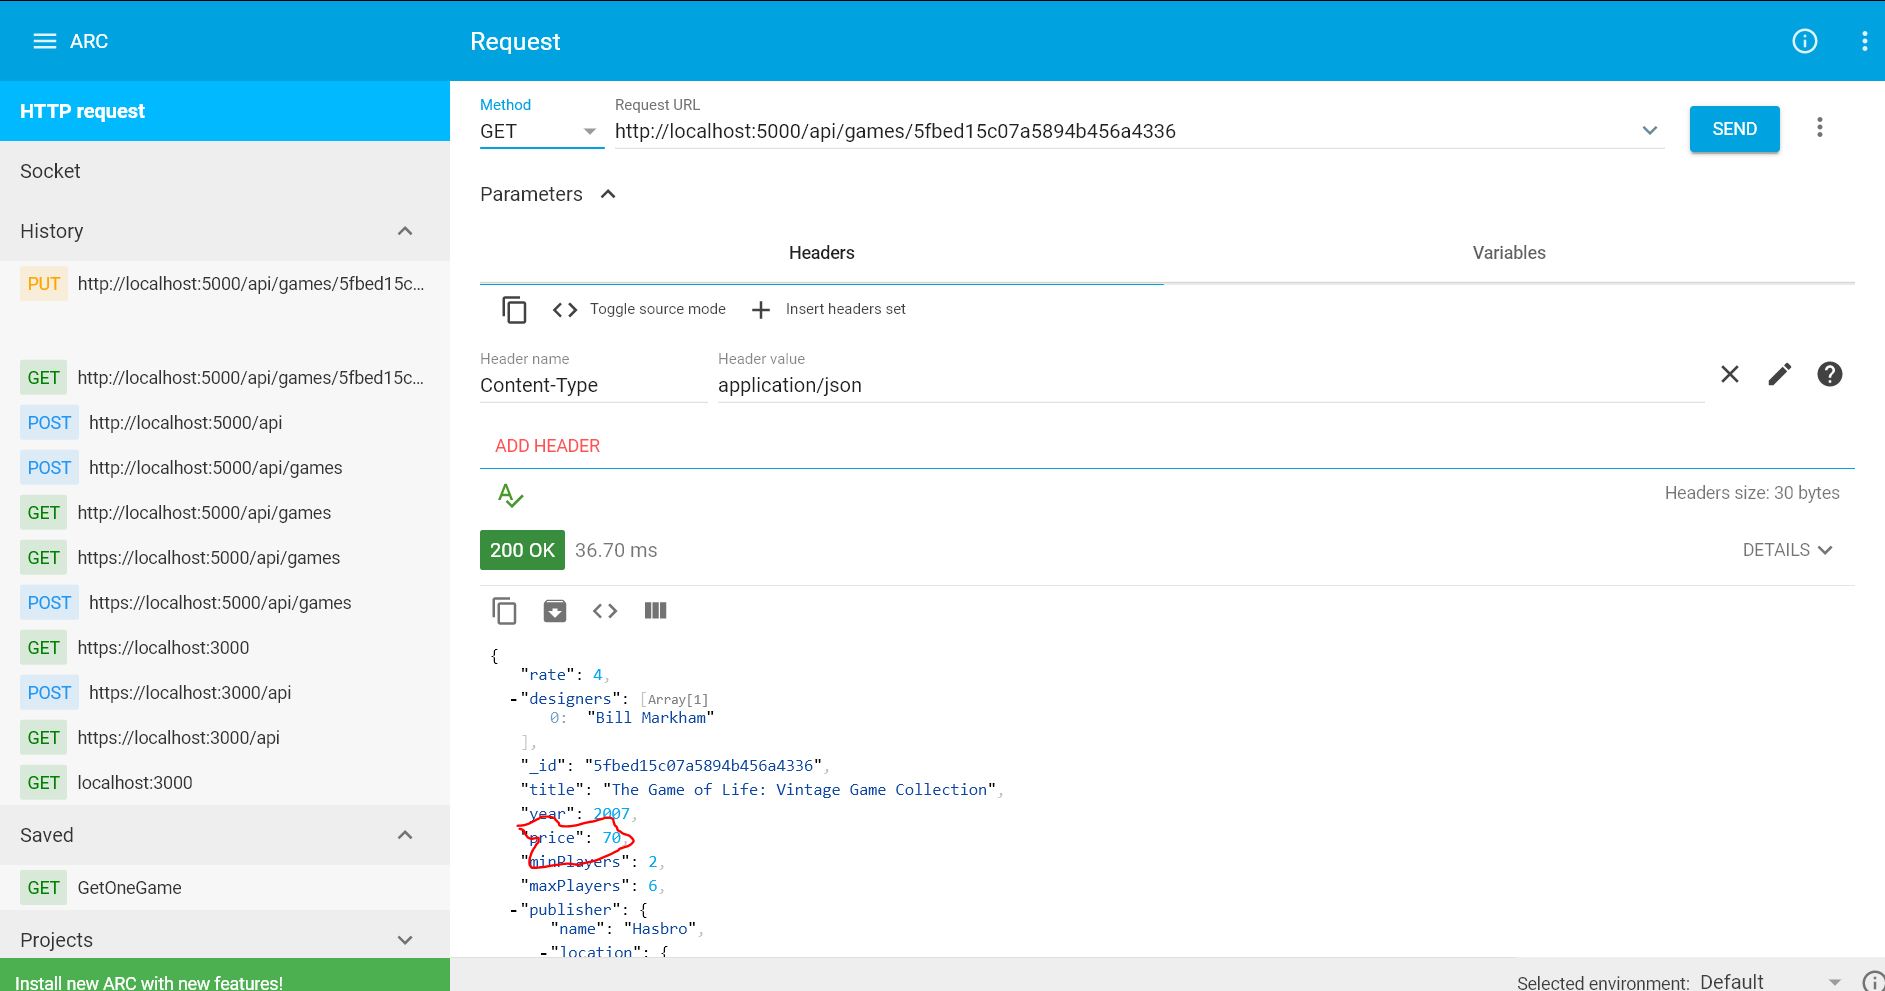 ARC
Request
HTTP request
Socket
History
PUT http://localhost:5000/api/games/5fbed15c...
GET http://localhost:5000/api/games/5fbed15c...
POST http://localhost:5000/api
POST http://localhost:5000/api/games
GET http://localhost:5000/api/games
GET https://localhost:5000/api/games
POST https://localhost:5000/api/games
GET https://localhost:3000
POST https://localhost:3000/api
GET https://localhost:3000/api
GET localhost:3000
Saved
GET GetOneGame
Projects
Install new ARC with new features!
Method
GET
Request URL
http://localhost:5000/api/games/5fbed15c07a5894b456a4336
SEND
Parameters
Headers
Variables
Toggle source mode
Insert headers set
Header name
Content-Type
Header value
application/json
ADD HEADER
Headers size: 30 bytes
200 OK 36.70 ms
DETAILS
{
"rate": 4,
-"designers": [Array[1]
0: "Bill Markham"
],
"_id": "5fbed15c07a5894b456a4336",
"title": "The Game of Life: Vintage Game Collection",
"year": 2007,
"price": 70,
"minPlayers": 2,
"maxPlayers": 6,
-"publisher": {
"name": "Hasbro",
-"location": {
Selected environment: Default